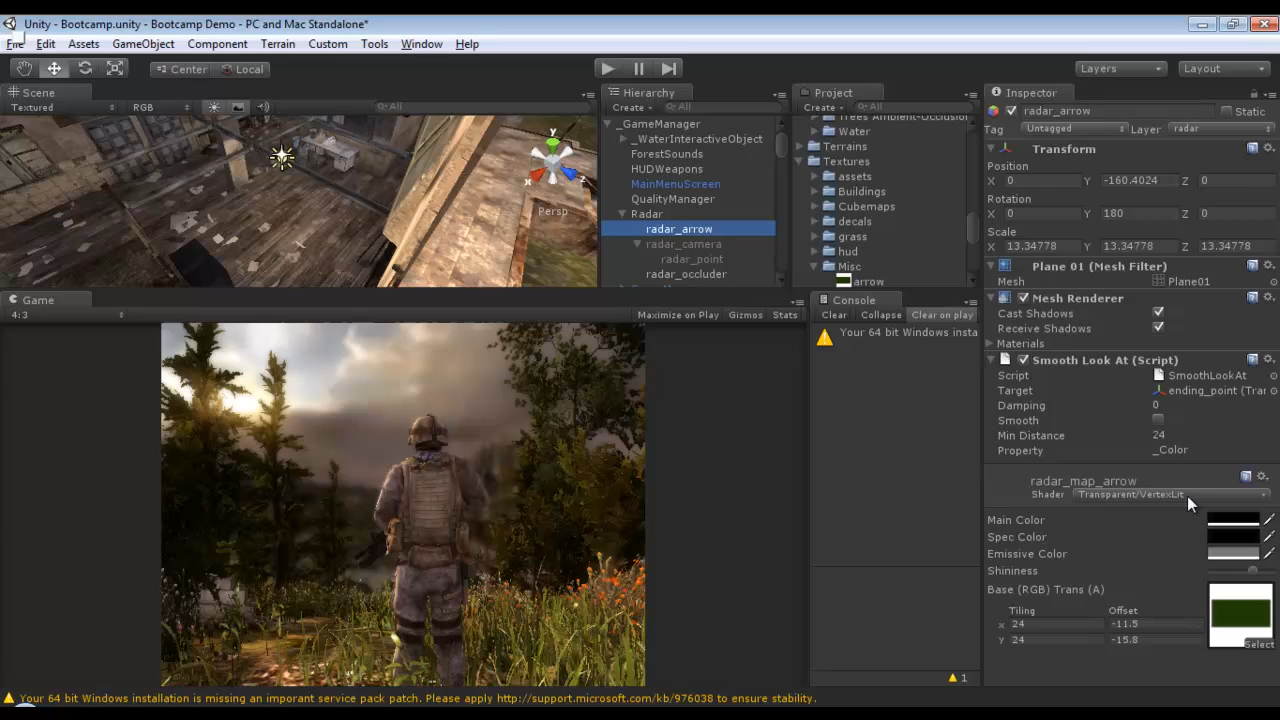 Unity - Bootcamp.unity - Bootcamp Demo - PC and Mac Standalone*
File Edit Assets GameObject Component Terrain Custom Tools Window Help
Center Local Layers Layout
Scene
Textured RGB All
y
x
z
Persp
Hierarchy
Create All
_GameManager
_WaterInteractiveObject
ForestSounds
HUDWeapons
MainMenuScreen
QualityManager
Radar
radar_arrow
radar_camera
radar_point
radar_occluder
Project
Create All
Trees Ambient-Occlusion
Water
Terrains
Textures
assets
Buildings
Cubemaps
decals
grass
hud
Misc
arrow
Inspector
radar_arrow Static
Tag Untagged Layer radar
Transform
Position
X 0 Y -160.4024 Z 0
Rotation
X 0 Y 180 Z 0
Scale
X 13.34778 Y 13.34778 Z 13.34778
Plane 01 (Mesh Filter)
Mesh Plane01
Mesh Renderer
Cast Shadows
Receive Shadows
Materials
Smooth Look At (Script)
Script SmoothLookAt
Target ending_point (Tra
Damping 0
Smooth
Min Distance 24
Property _Color
radar_map_arrow
Shader Transparent/VertexLit
Main Color
Spec Color
Emissive Color
Shininess
Base (RGB) Trans (A)
Tiling Offset
x 24 -11.5
y 24 -15.8
Select
Game
4:3 Maximize on Play Gizmos Stats
Console
Clear Collapse Clear on play
Your 64 bit Windows insta
1
Your 64 bit Windows installation is missing an imporant service pack patch. Please apply http://support.microsoft.com/kb/976038 to ensure stability.